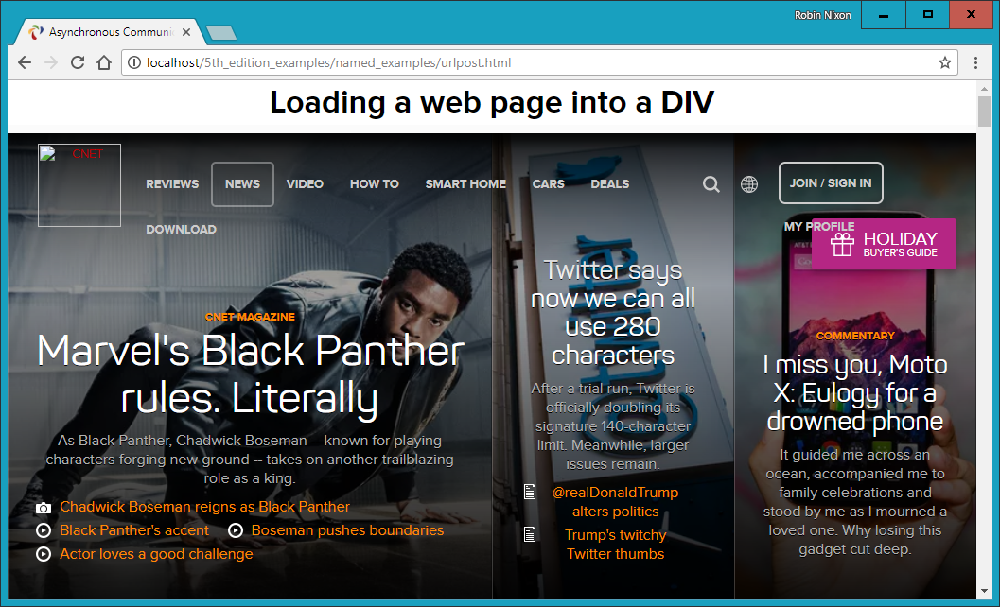 Robin Nixon
Asynchronous Communi
localhost/5th_edition_examples/named_examples/urlpost.html
Loading a web page into a DIV
CNET
REVIEWS NEWS VIDEO HOW TO SMART HOME CARS DEALS JOIN / SIGN IN
DOWNLOAD MY PROFILE
HOLIDAY
BUYER'S GUIDE
CNET MAGAZINE
Marvel's Black Panther
rules. Literally
As Black Panther, Chadwick Boseman -- known for playing
characters forging new ground -- takes on another trailblazing
role as a king.
Chadwick Boseman reigns as Black Panther
Black Panther's accent Boseman pushes boundaries
Actor loves a good challenge
twitter
Twitter says
now we can all
use 280
characters
After a trial run, Twitter is
officially doubling its
signature 140-character
limit. Meanwhile, larger
issues remain.
@realDonaldTrump
alters politics
Trump's twitchy
Twitter thumbs
COMMENTARY
I miss you, Moto
X: Eulogy for a
drowned phone
It guided me across an
ocean, accompanied me to
family celebrations and
stood by me as I mourned a
loved one. Why losing this
gadget cut deep.